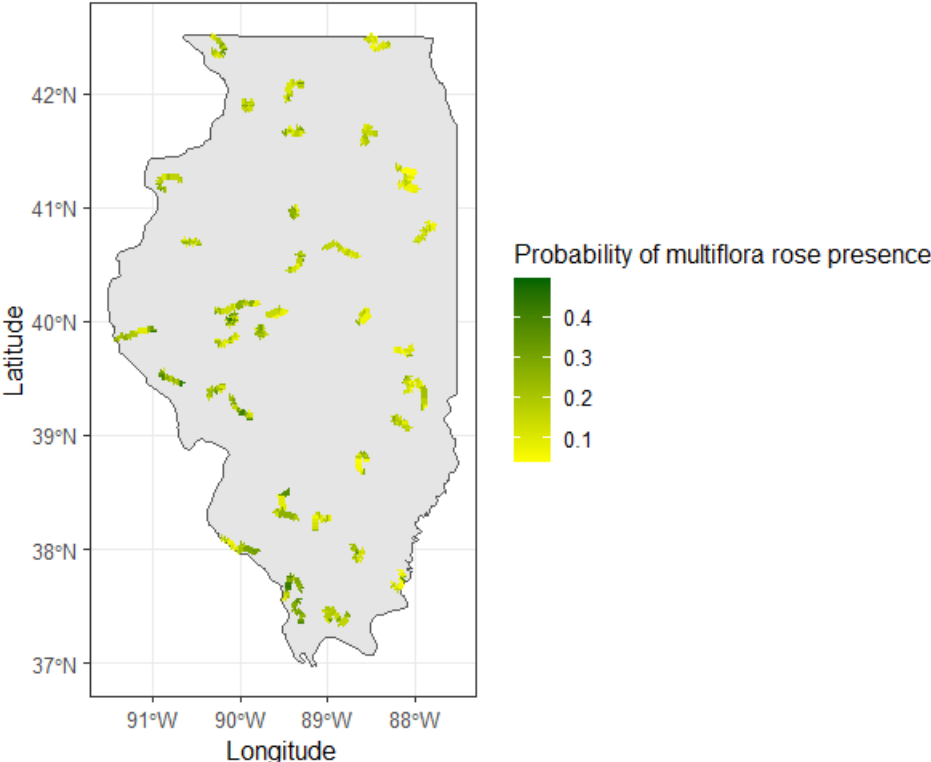 42°N
41°N
40°N
39°N
38°N
37°N
Latitude
91°W 90°W 89°W 88°W
Longitude
Probability of multiflora rose presence
0.4
0.3
0.2
0.1